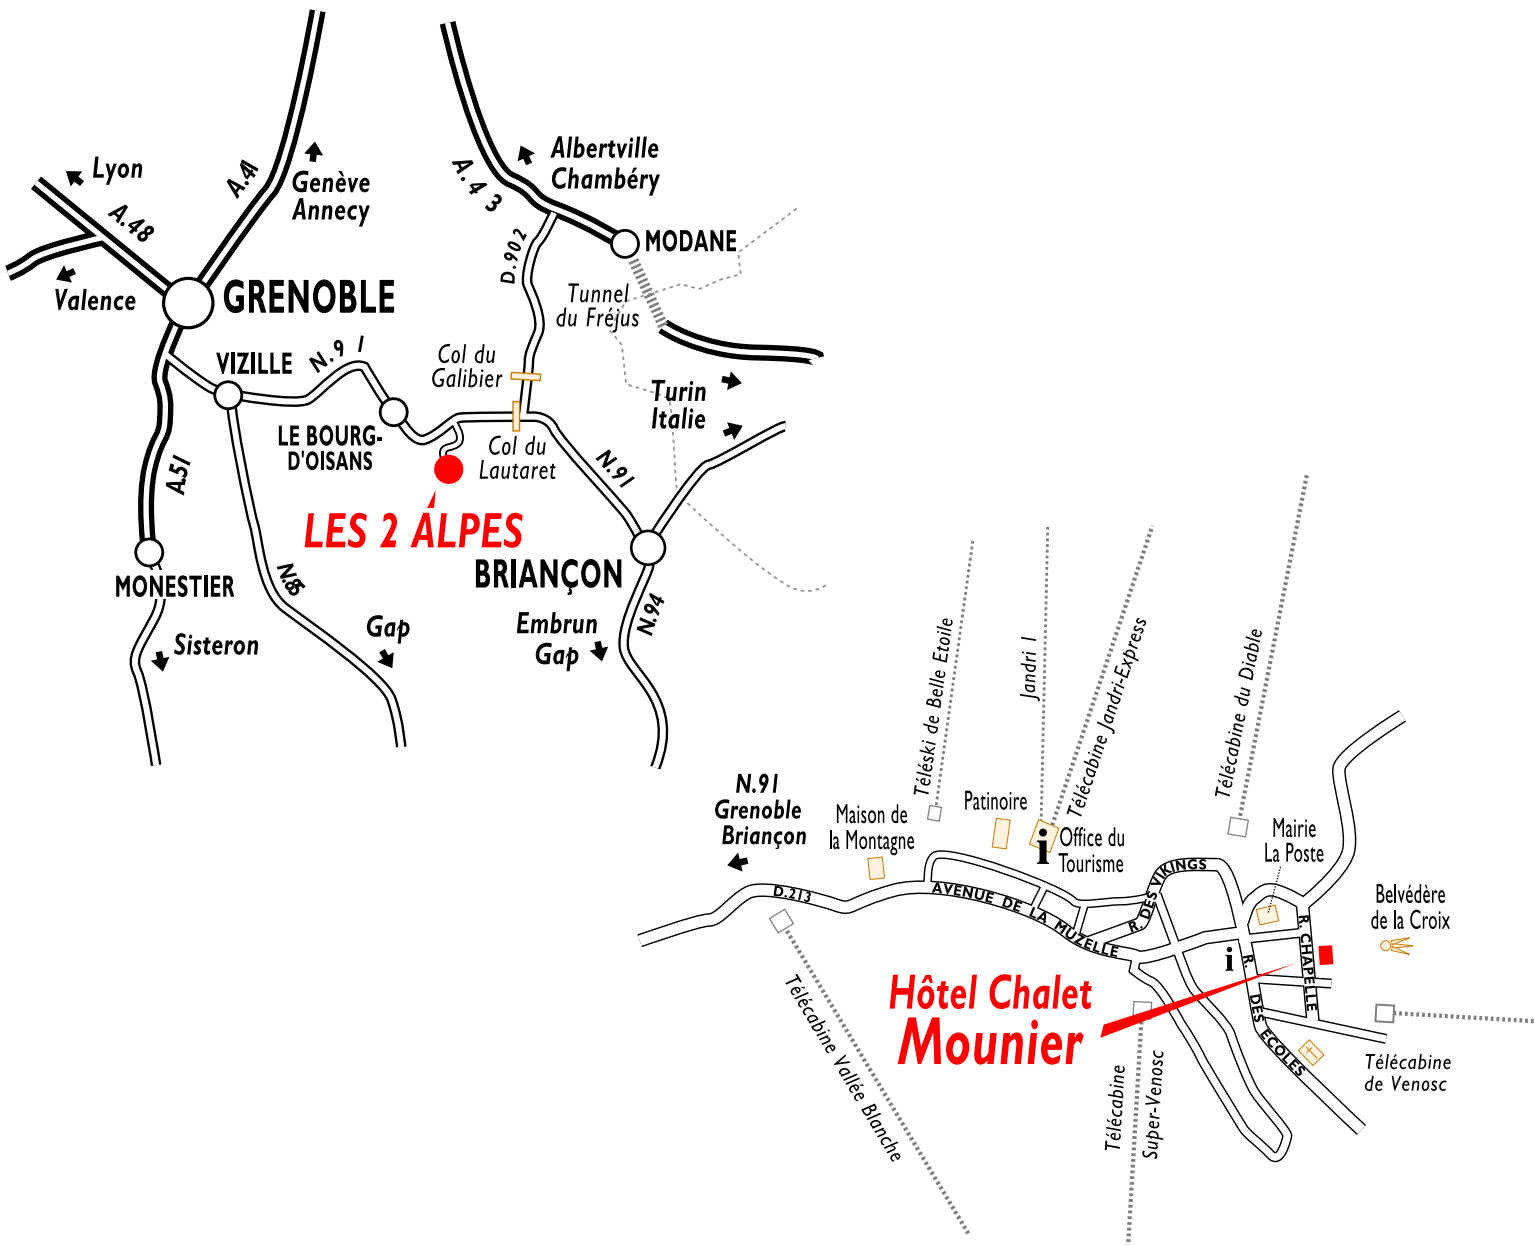 Lyon
A.48
A.41
Genève
Annecy
Valence
GRENOBLE
A.43
Albertville
Chambéry
D.902
MODANE
Tunnel
du Fréjus
VIZILLE
N.91
Col du
Galibier
Turin
Italie
LE BOURG-
D'OISANS
Col du
Lautaret
N.91
A.51
LES 2 ALPES
BRIANÇON
MONESTIER
N.85
Sisteron
Gap
Embrun
Gap
N.94
N.91
Grenoble
Briançon
Maison de
la Montagne
Téléski de Belle Etoile
Patinoire
Jandri 1
Télécabine Jandri-Express
i
Office du
Tourisme
Télécabine du Diable
Mairie
La Poste
Belvédère
de la Croix
D.213
AVENUE DE LA MUZELLE
R. DES VIKINGS
R. CHAPELLE
i
R. DES ECOLES
Hôtel Chalet
Mounier
Télécabine Vallée Blanche
Télécabine
Super-Venosc
Télécabine
de Venosc